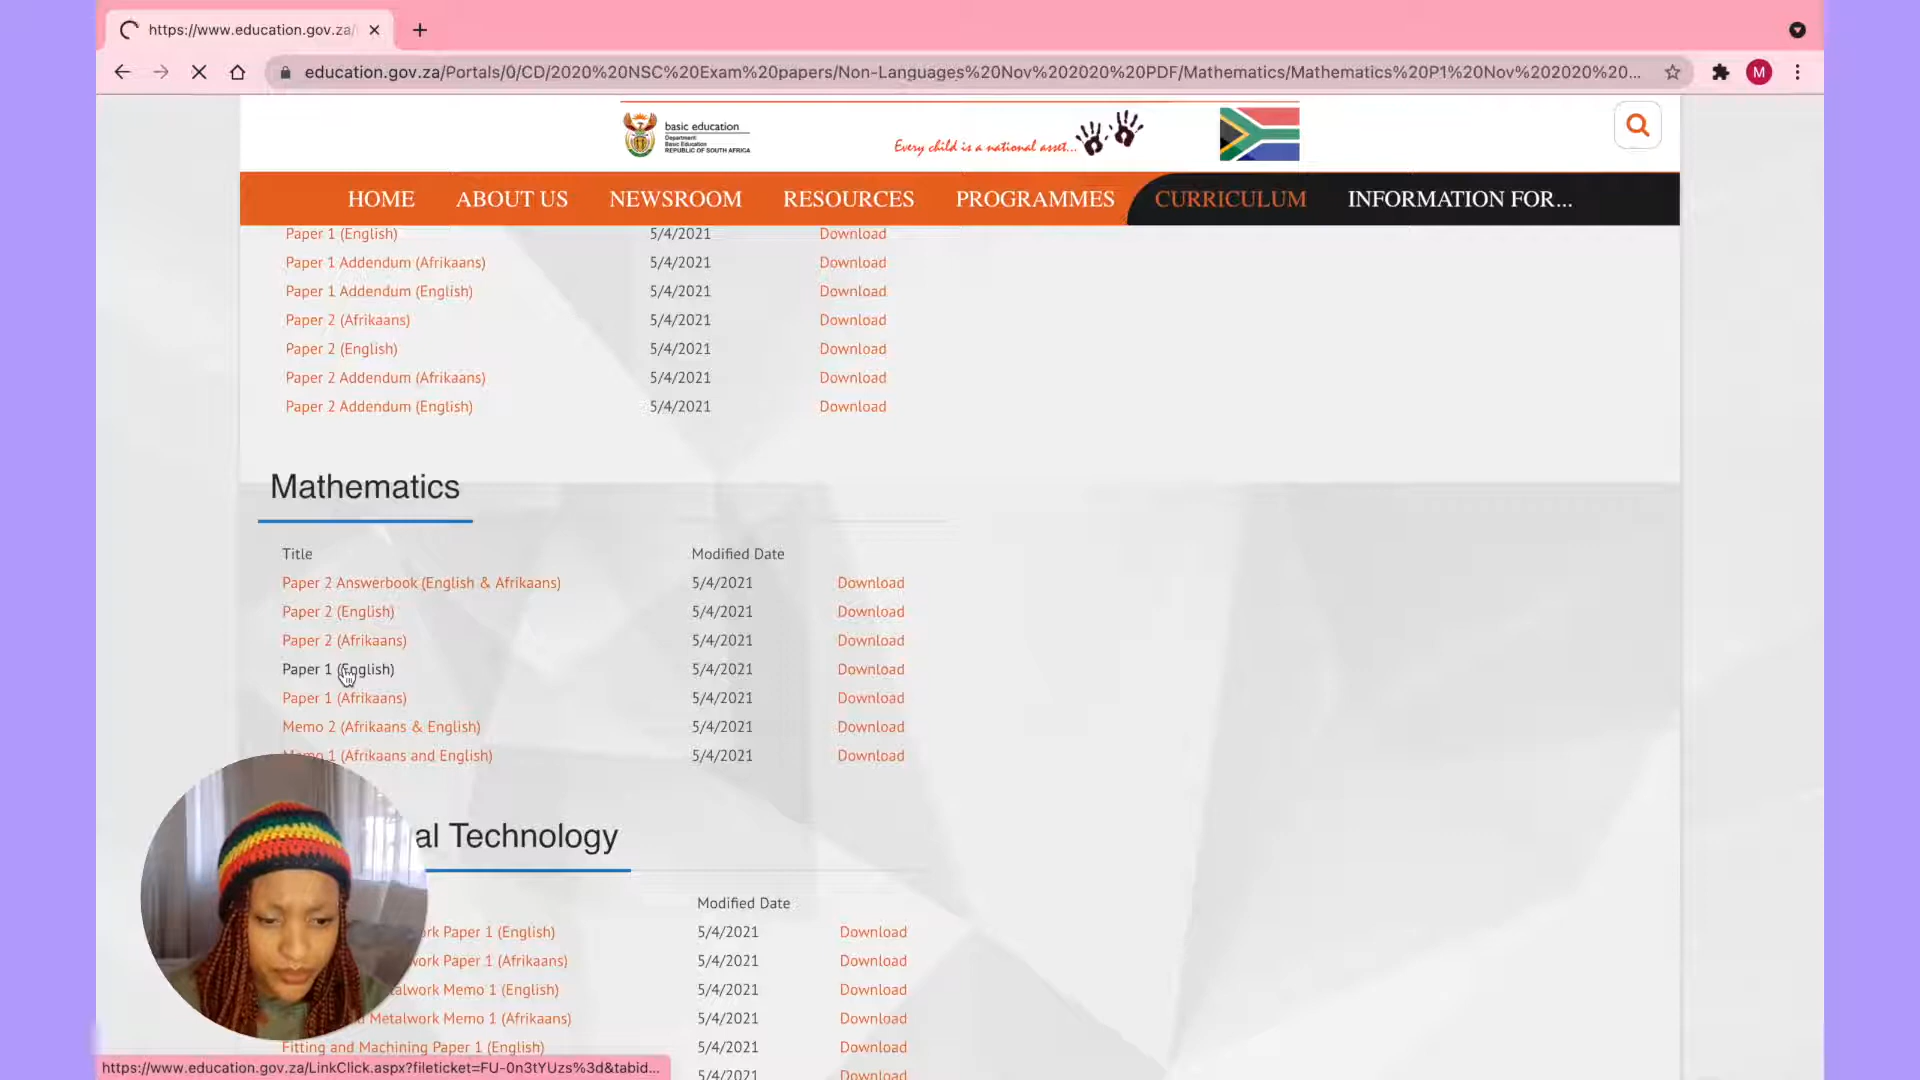 https://www.education.gov.za/
education.gov.za/Portals/0/CD/2020%20NSC%20Exam%20papers/Non-Languages%20Nov%202020%20PDF/Mathematics/Mathematics%20P1%20Nov%202020%20...
M
basic education
Department:
Basic Education
REPUBLIC OF SOUTH AFRICA
Every child is a national asset...
HOME ABOUT US NEWSROOM RESOURCES PROGRAMMES CURRICULUM INFORMATION FOR...
Paper 1 (English) 5/4/2021 Download
Paper 1 Addendum (Afrikaans) 5/4/2021 Download
Paper 1 Addendum (English) 5/4/2021 Download
Paper 2 (Afrikaans) 5/4/2021 Download
Paper 2 (English) 5/4/2021 Download
Paper 2 Addendum (Afrikaans) 5/4/2021 Download
Paper 2 Addendum (English) 5/4/2021 Download
Mathematics
Title Modified Date
Paper 2 Answerbook (English & Afrikaans) 5/4/2021 Download
Paper 2 (English) 5/4/2021 Download
Paper 2 (Afrikaans) 5/4/2021 Download
Paper 1 (English) 5/4/2021 Download
Paper 1 (Afrikaans) 5/4/2021 Download
Memo 2 (Afrikaans & English) 5/4/2021 Download
Memo 1 (Afrikaans and English) 5/4/2021 Download
al Technology
Modified Date
Paper 1 (English) 5/4/2021 Download
Paper 1 (Afrikaans) 5/4/2021 Download
Memo 1 (English) 5/4/2021 Download
Metalwork Memo 1 (Afrikaans) 5/4/2021 Download
Fitting and Machining Paper 1 (English) 5/4/2021 Download
5/4/2021 Download
https://www.education.gov.za/LinkClick.aspx?fileticket=FU-0n3tYUzs%3d&tabid...